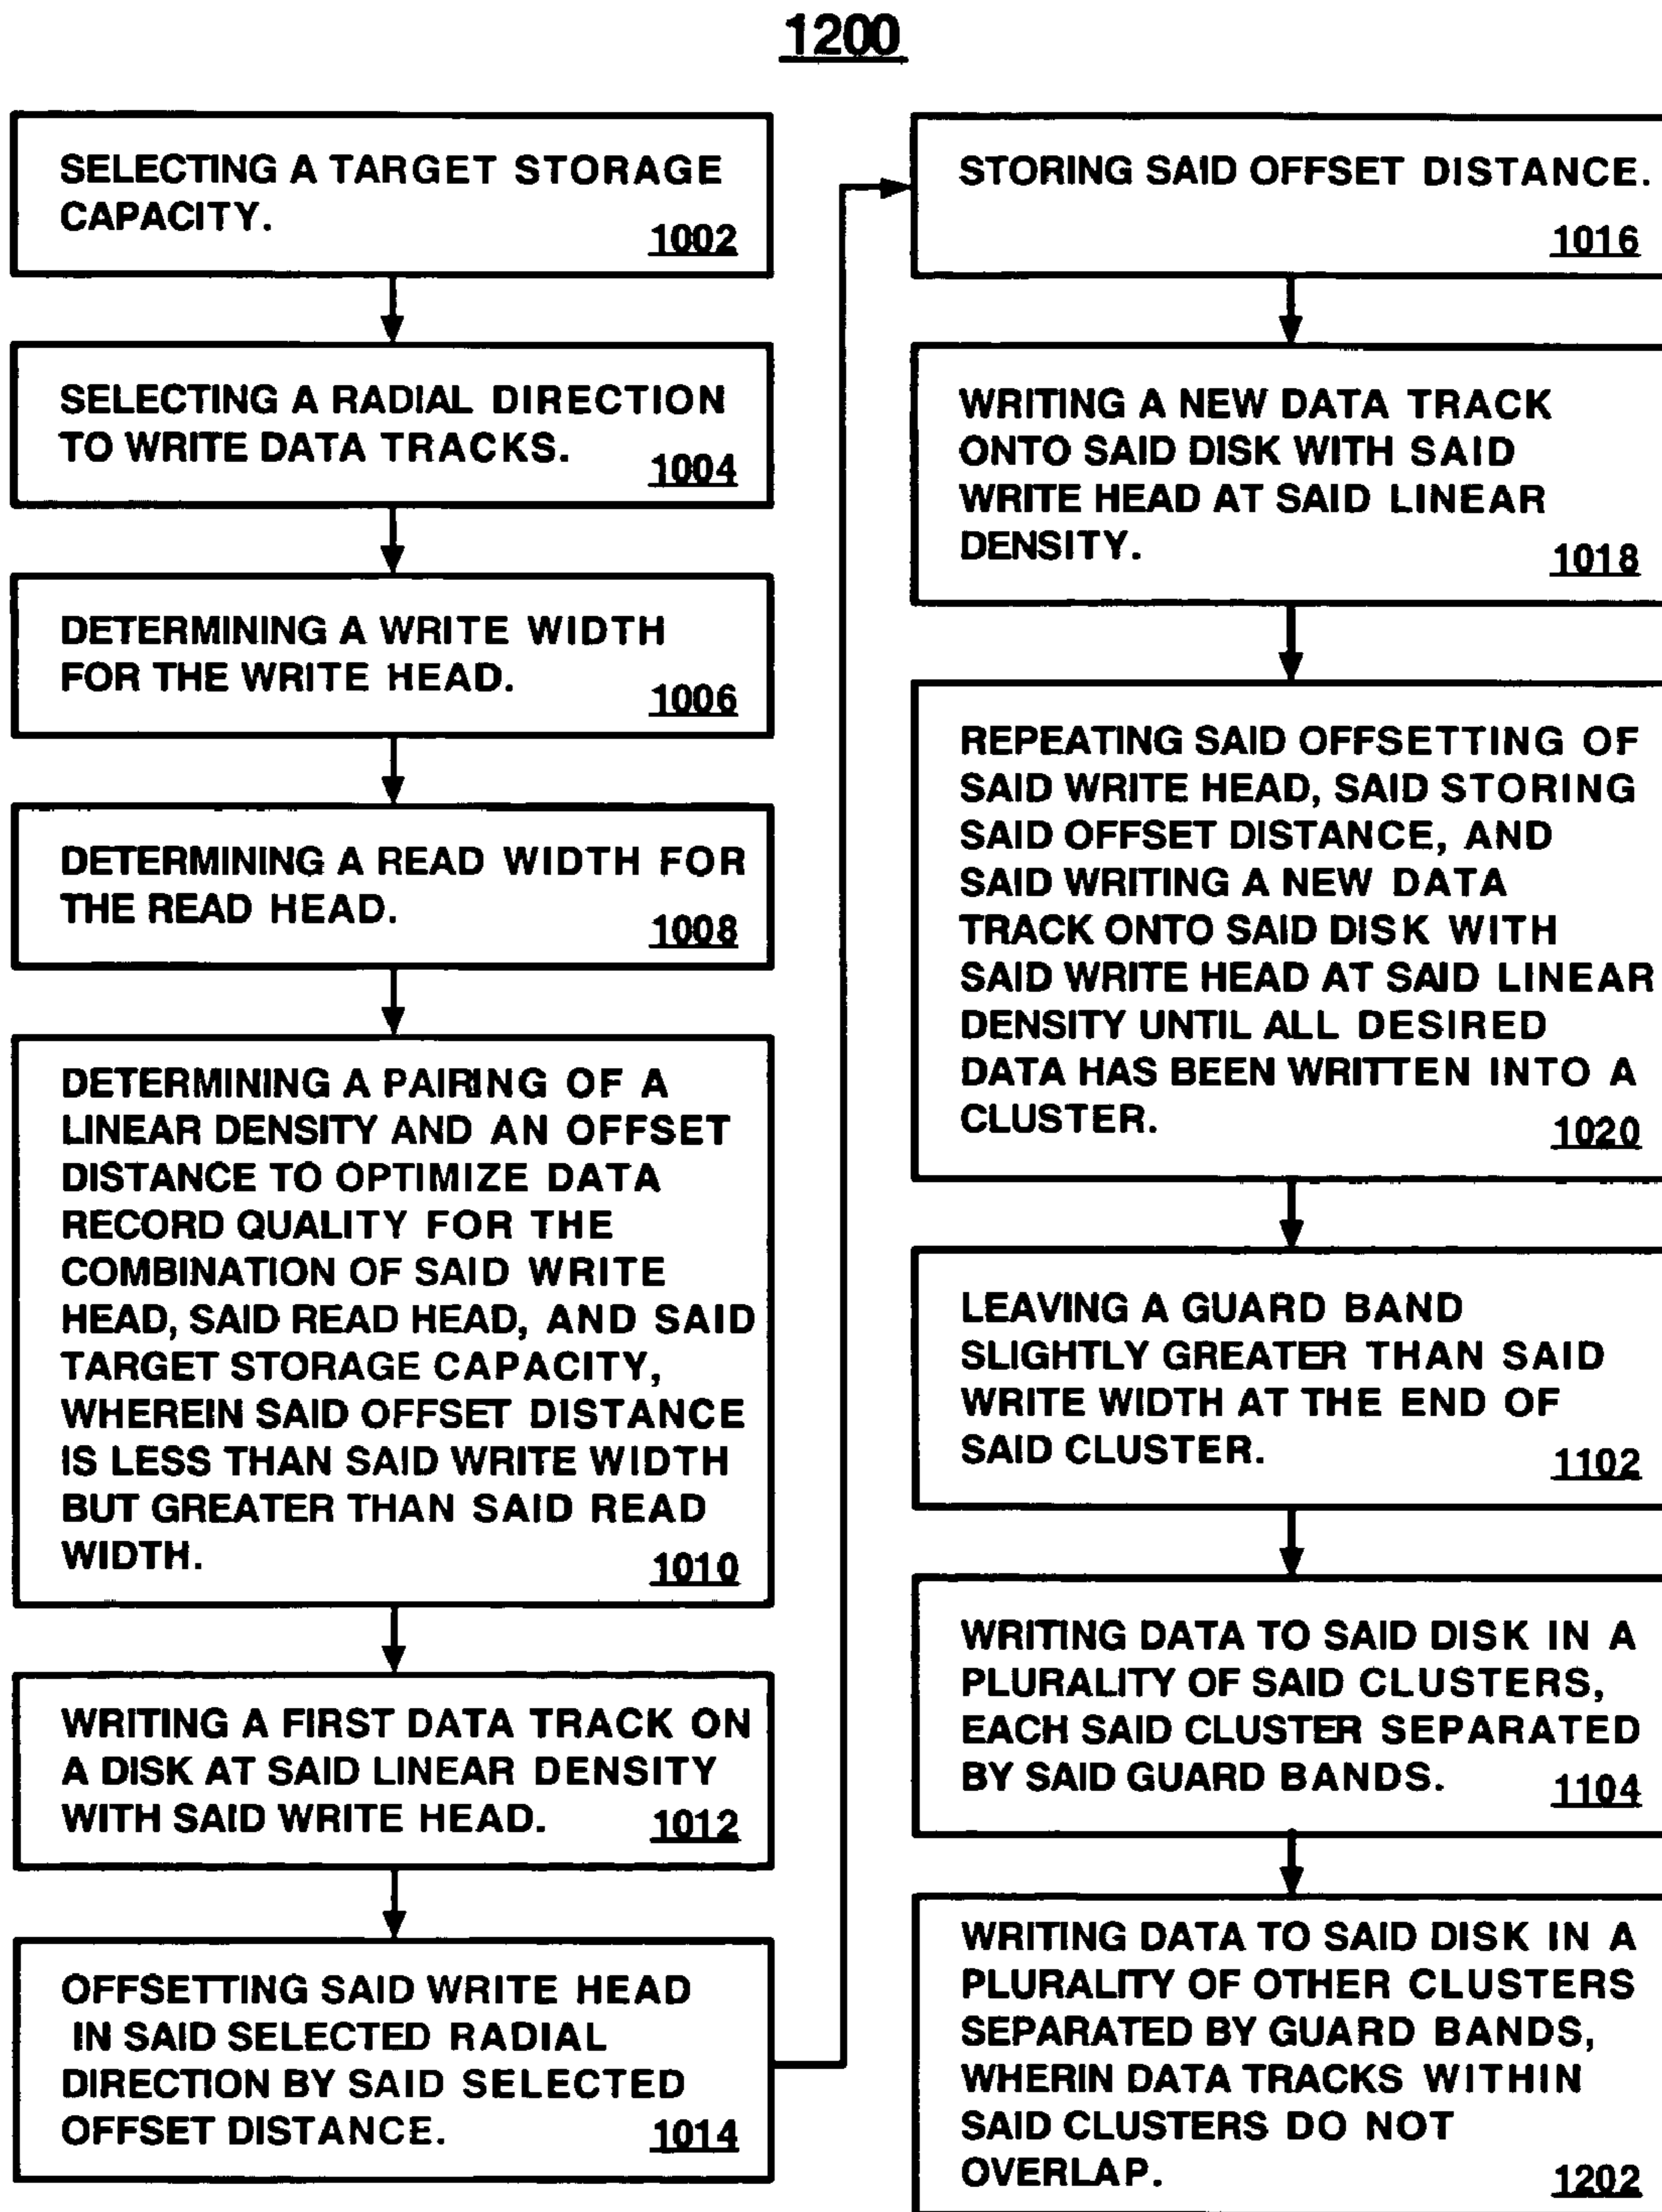 1200
SELECTING A TARGET STORAGE
CAPACITY.
1002
SELECTING A RADIAL DIRECTION
TO WRITE DATA TRACKS.
1004
DETERMINING A WRITE WIDTH
FOR THE WRITE HEAD.
1006
DETERMINING A READ WIDTH FOR
THE READ HEAD.
1008
DETERMINING A PAIRING OF A
LINEAR DENSITY AND AN OFFSET
DISTANCE TO OPTIMIZE DATA
RECORD QUALITY FOR THE
COMBINATION OF SAID WRITE
HEAD, SAID READ HEAD, AND SAID
TARGET STORAGE CAPACITY,
WHEREIN SAID OFFSET DISTANCE
IS LESS THAN SAID WRITE WIDTH
BUT GREATER THAN SAID READ
WIDTH.
1010
WRITING A FIRST DATA TRACK ON
A DISK AT SAID LINEAR DENSITY
WITH SAID WRITE HEAD.
1012
OFFSETTING SAID WRITE HEAD
IN SAID SELECTED RADIAL
DIRECTION BY SAID SELECTED
OFFSET DISTANCE.
1014
STORING SAID OFFSET DISTANCE.
1016
WRITING A NEW DATA TRACK
ONTO SAID DISK WITH SAID
WRITE HEAD AT SAID LINEAR
DENSITY.
1018
REPEATING SAID OFFSETTING OF
SAID WRITE HEAD, SAID STORING
SAID OFFSET DISTANCE, AND
SAID WRITING A NEW DATA
TRACK ONTO SAID DISK WITH
SAID WRITE HEAD AT SAID LINEAR
DENSITY UNTIL ALL DESIRED
DATA HAS BEEN WRITTEN INTO A
CLUSTER.
1020
LEAVING A GUARD BAND
SLIGHTLY GREATER THAN SAID
WRITE WIDTH AT THE END OF
SAID CLUSTER.
1102
WRITING DATA TO SAID DISK IN A
PLURALITY OF SAID CLUSTERS,
EACH SAID CLUSTER SEPARATED
BY SAID GUARD BANDS.
1104
WRITING DATA TO SAID DISK IN A
PLURALITY OF OTHER CLUSTERS
SEPARATED BY GUARD BANDS,
WHERIN DATA TRACKS WITHIN
SAID CLUSTERS DO NOT
OVERLAP.
1202